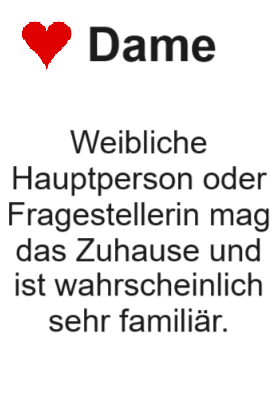 Dame
Weibliche
Hauptperson oder
Fragestellerin mag
das Zuhause und
ist wahrscheinlich
sehr familiär.